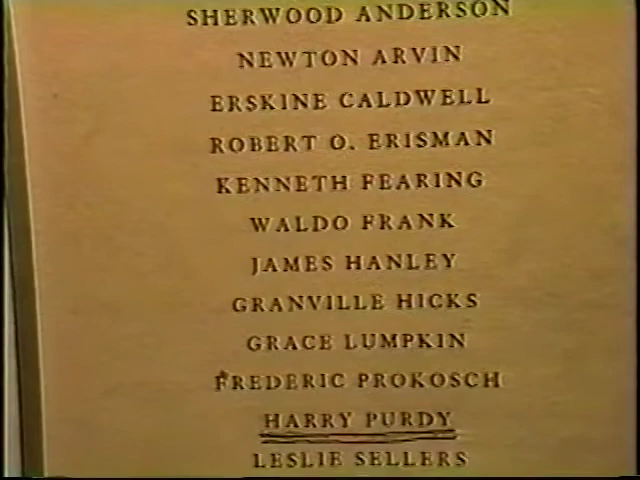 SHERWOOD ANDERSON
NEWTON ARVIN
ERSKINE CALDWELL
ROBERT O. ERISMAN
KENNETH FEARING
WALDO FRANK
JAMES HANLEY
GRANVILLE HICKS
GRACE LUMPKIN
FREDERIC PROKOSCH
HARRY PURDY
LESLIE SELLERS